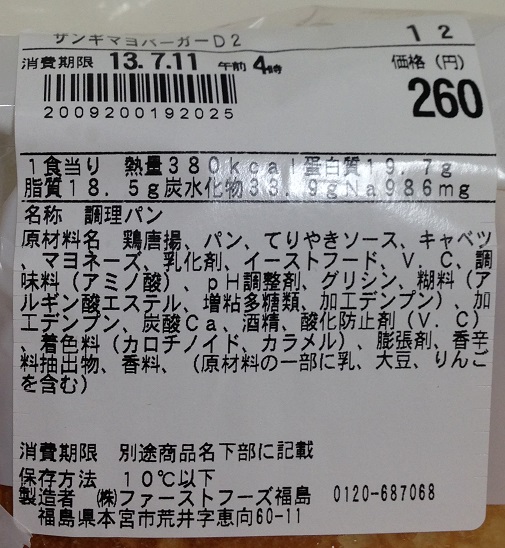 ザンギマヨバーガーD2 12
消費期限 13.7.11 午前 4時 価格(円)
2009200192025 260
1食当り 熱量380kcal蛋白質19.7g
脂質18.5g炭水化物33.9gNa986mg
名称 調理パン
原材料名 鶏唐揚、パン、てりやきソース、キャベツ
、マヨネーズ、乳化剤、イーストフード、V.C、調
味料(アミノ酸)、pH調整剤、グリシン、糊料(ア
ルギン酸エステル、増粘多糖類、加工デンプン)、加
工デンプン、炭酸Ca、酒精、酸化防止剤(V.C)
、着色料(カロチノイド、カラメル)、膨張剤、香辛
料抽出物、香料、(原材料の一部に乳、大豆、りんご
を含む)
消費期限 別途商品名下部に記載
保存方法 10℃以下
製造者 ㈱ファーストフーズ福島 0120-687068
福島県本宮市荒井字恵向60-11